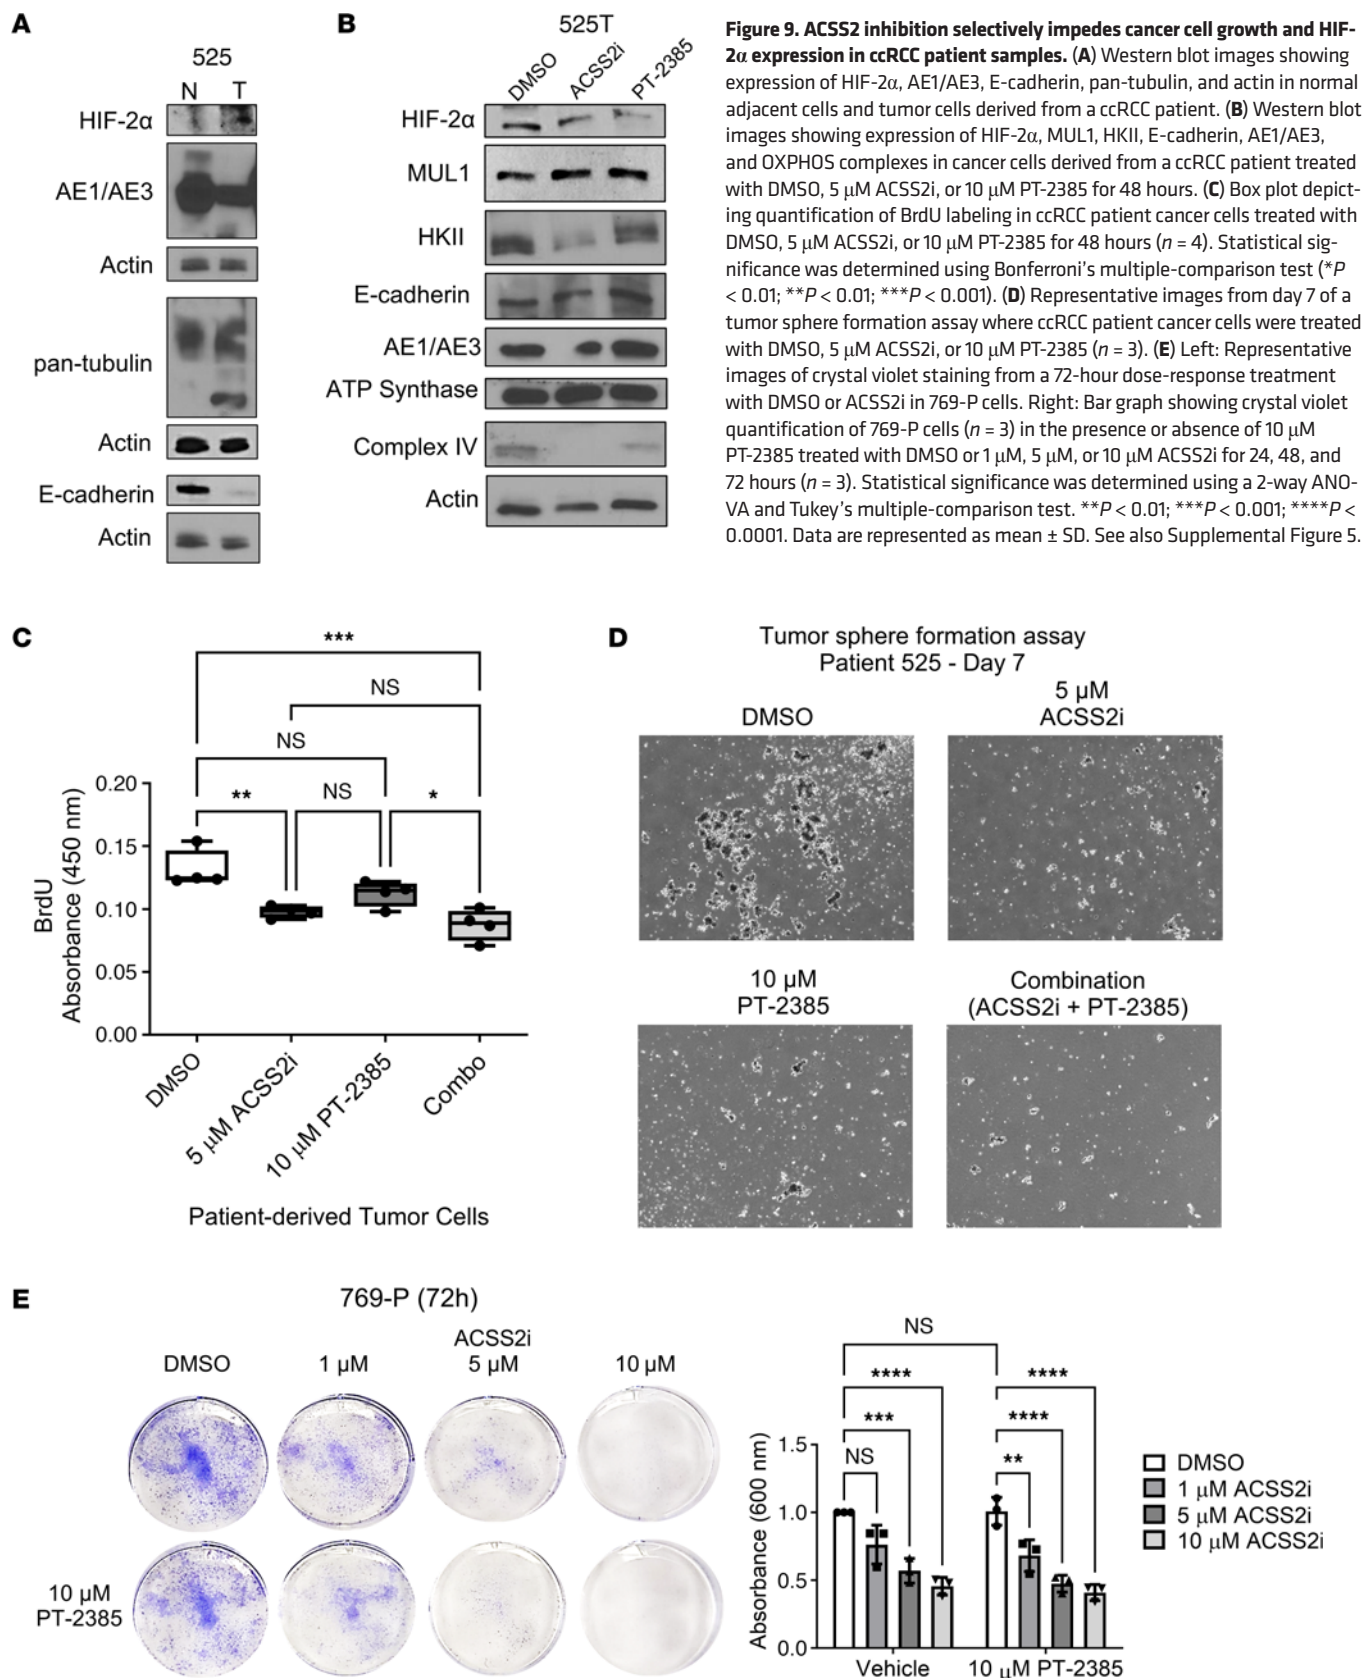 A
525
N T
HIF-2α
AE1/AE3
Actin
pan-tubulin
Actin
E-cadherin
Actin
B
525T
DMSO
ACSS2i
PT-2385
HIF-2α
MUL1
HKII
E-cadherin
AE1/AE3
ATP Synthase
Complex IV
Actin
Figure 9. ACSS2 inhibition selectively impedes cancer cell growth and HIF-
2α expression in ccRCC patient samples. (A) Western blot images showing
expression of HIF-2α, AE1/AE3, E-cadherin, pan-tubulin, and actin in normal
adjacent cells and tumor cells derived from a ccRCC patient. (B) Western blot
images showing expression of HIF-2α, MUL1, HKII, E-cadherin, AE1/AE3,
and OXPHOS complexes in cancer cells derived from a ccRCC patient treated
with DMSO, 5 μM ACSS2i, or 10 μM PT-2385 for 48 hours. (C) Box plot depict-
ing quantification of BrdU labeling in ccRCC patient cancer cells treated with
DMSO, 5 μM ACSS2i, or 10 μM PT-2385 for 48 hours (n = 4). Statistical sig-
nificance was determined using Bonferroni's multiple-comparison test (*P
< 0.01; **P < 0.01; ***P < 0.001). (D) Representative images from day 7 of a
tumor sphere formation assay where ccRCC patient cancer cells were treated
with DMSO, 5 μM ACSS2i, or 10 μM PT-2385 (n = 3). (E) Left: Representative
images of crystal violet staining from a 72-hour dose-response treatment
with DMSO or ACSS2i in 769-P cells. Right: Bar graph showing crystal violet
quantification of 769-P cells (n = 3) in the presence or absence of 10 μM
PT-2385 treated with DMSO or 1 μM, 5 μM, or 10 μM ACSS2i for 24, 48, and
72 hours (n = 3). Statistical significance was determined using a 2-way ANO-
VA and Tukey's multiple-comparison test. **P < 0.01; ***P < 0.001; ****P <
0.0001. Data are represented as mean ± SD. See also Supplemental Figure 5.
C
***
NS
NS
** NS *
BrdU
Absorbance (450 nm)
0.20
0.15
0.10
0.05
0.00
DMSO
5 μM ACSS2i
10 μM PT-2385
Combo
Patient-derived Tumor Cells
D
Tumor sphere formation assay
Patient 525 - Day 7
DMSO
5 μM
ACSS2i
10 μM
PT-2385
Combination
(ACSS2i + PT-2385)
E
769-P (72h)
ACSS2i
DMSO 1 μM 5 μM 10 μM
10 μM
PT-2385
NS
**** ****
*** ****
NS **
Absorbance (600 nm)
1.5
1.0
0.5
0.0
Vehicle 10 μM PT-2385
DMSO
1 μM ACSS2i
5 μM ACSS2i
10 μM ACSS2i